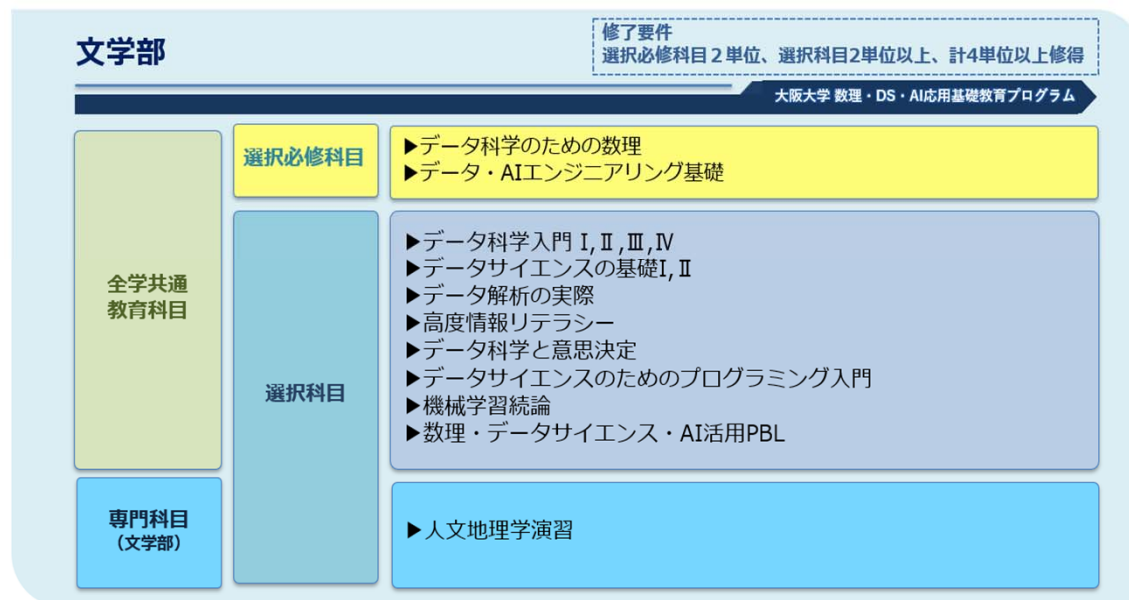 文学部
修了要件
選択必修科目２単位、選択科目2単位以上、計4単位以上修得
大阪大学 数理・DS・AI応用基礎教育プログラム
全学共通
教育科目
選択必修科目
▶データ科学のための数理
▶データ・AIエンジニアリング基礎
選択科目
▶データ科学入門 Ⅰ,Ⅱ,Ⅲ,Ⅳ
▶データサイエンスの基礎Ⅰ,Ⅱ
▶データ解析の実際
▶高度情報リテラシー
▶データ科学と意思決定
▶データサイエンスのためのプログラミング入門
▶機械学習続論
▶数理・データサイエンス・AI活用PBL
専門科目
（文学部）
▶人文地理学演習